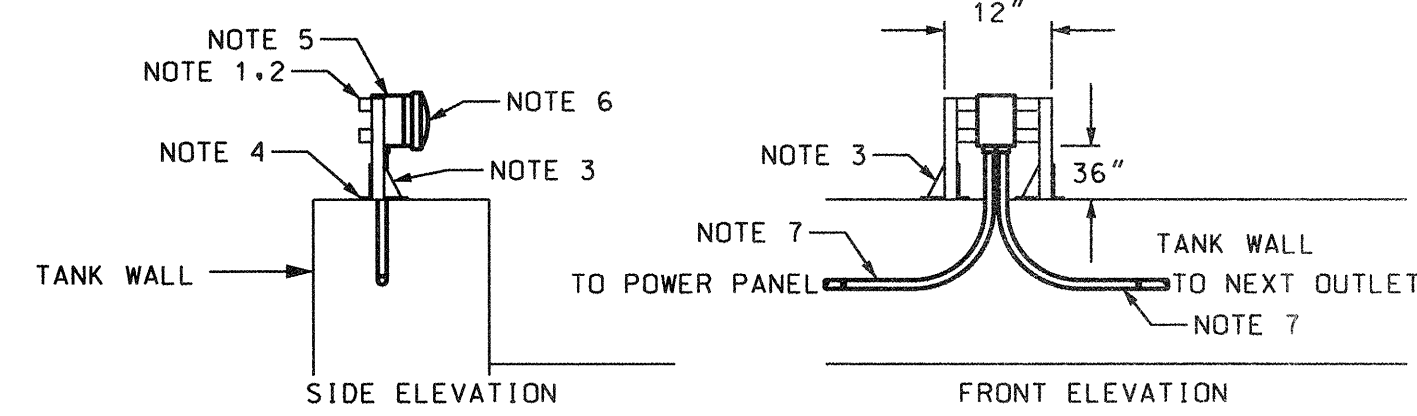 NOTE 5
NOTE 1,2
NOTE 6
NOTE 4
NOTE 3
TANK WALL
SIDE ELEVATION
12"
NOTE 3
36"
NOTE 7
TANK WALL
TO POWER PANEL
TO NEXT OUTLET
NOTE 7
FRONT ELEVATION